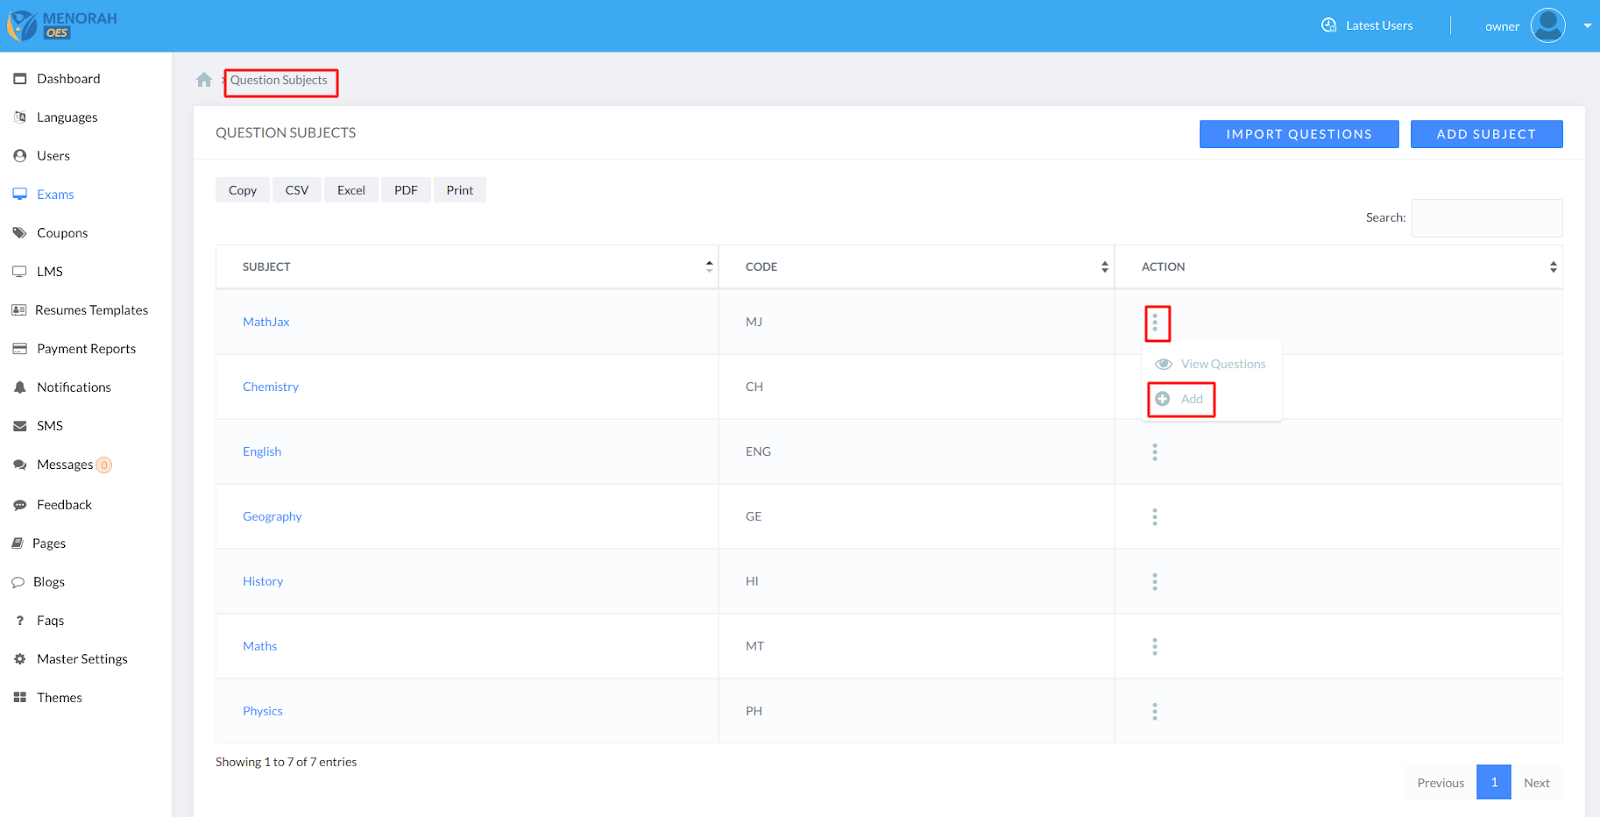 MENORAH
OES
Latest Users
owner
Dashboard
Languages
Users
Exams
Coupons
LMS
Resumes Templates
Payment Reports
Notifications
SMS
Messages 0
Feedback
Pages
Blogs
Faqs
Master Settings
Themes
› Question Subjects
QUESTION SUBJECTS
IMPORT QUESTIONS
ADD SUBJECT
Copy CSV Excel PDF Print
Search:
SUBJECT CODE ACTION
MathJax MJ
View Questions
Add
Chemistry CH
English ENG
Geography GE
History HI
Maths MT
Physics PH
Showing 1 to 7 of 7 entries
Previous 1 Next